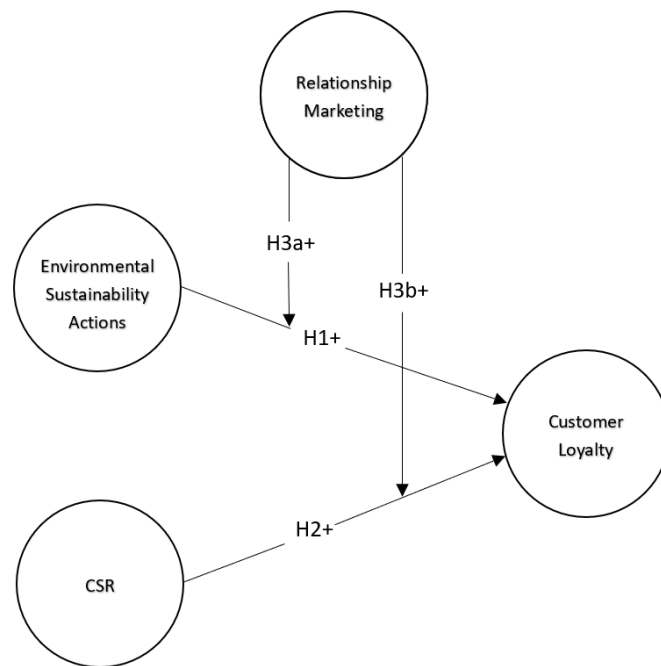 Relationship
Marketing
H3a+
Environmental
Sustainability
Actions
H3b+
H1+
Customer
Loyalty
H2+
CSR